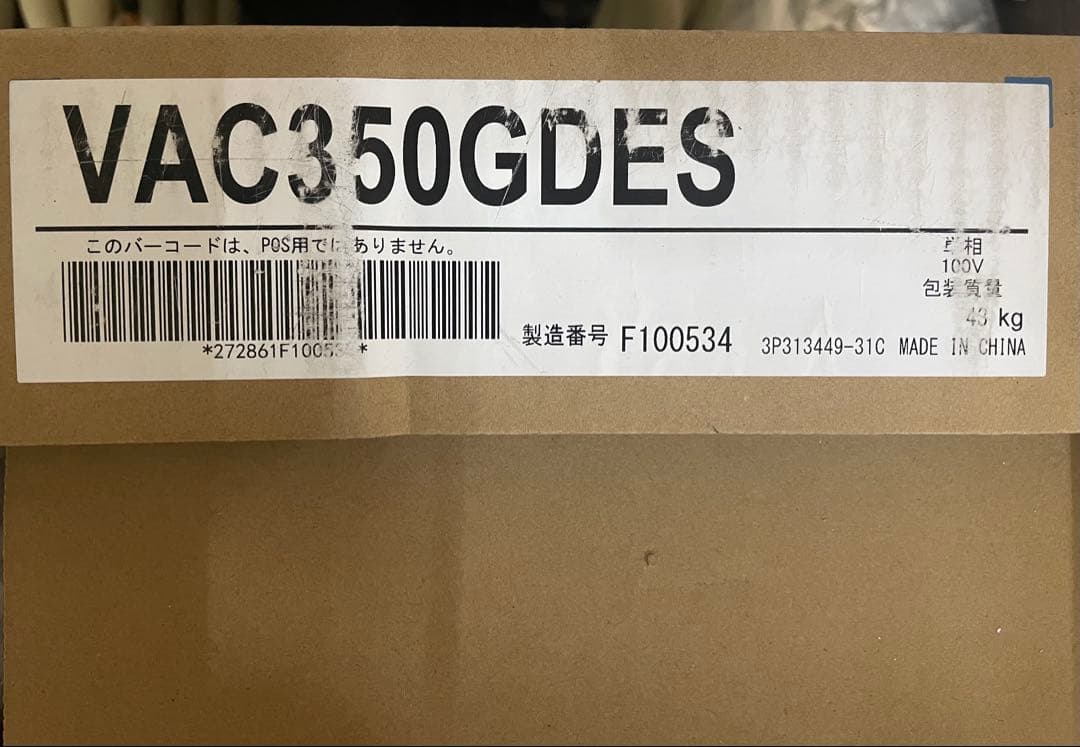 VAC350GDES
このバーコードは、POS用ではありません。
単相
100V
包装質量
43 kg
*272861F100534*
製造番号 F100534
3P313449-31C MADE IN CHINA